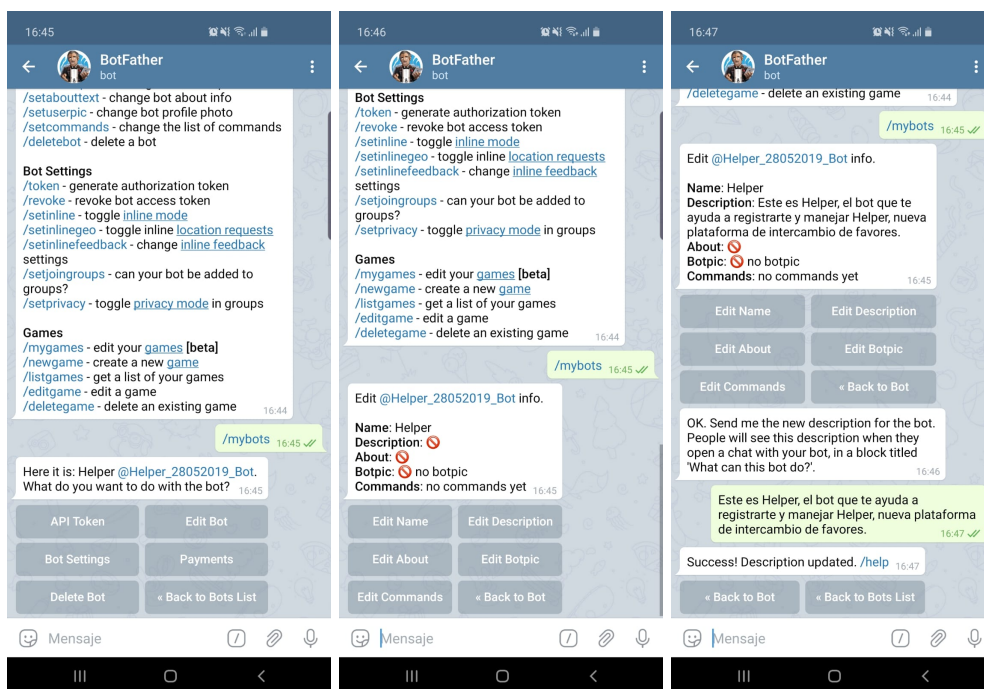 16:45
BotFather
bot
/setabouttext - change bot about info
/setuserpic - change bot profile photo
/setcommands - change the list of commands
/deletebot - delete a bot
Bot Settings
/token - generate authorization token
/revoke - revoke bot access token
/setinline - toggle inline mode
/setinlinegeo - toggle inline location requests
/setinlinefeedback - change inline feedback
settings
/setjoingroups - can your bot be added to
groups?
/setprivacy - toggle privacy mode in groups
Games
/mygames - edit your games [beta]
/newgame - create a new game
/listgames - get a list of your games
/editgame - edit a game
/deletegame - delete an existing game
16:44
/mybots 16:45
Here it is: Helper @Helper_28052019_Bot.
What do you want to do with the bot? 16:45
API Token
Edit Bot
Bot Settings
Payments
Delete Bot
« Back to Bots List
Mensaje
16:46
BotFather
bot
Bot Settings
/token - generate authorization token
/revoke - revoke bot access token
/setinline - toggle inline mode
/setinlinegeo - toggle inline location requests
/setinlinefeedback - change inline feedback
settings
/setjoingroups - can your bot be added to
groups?
/setprivacy - toggle privacy mode in groups
Games
/mygames - edit your games [beta]
/newgame - create a new game
/listgames - get a list of your games
/editgame - edit a game
/deletegame - delete an existing game
16:44
/mybots 16:45
Edit @Helper_28052019_Bot info.
Name: Helper
Description: 🚫
About: 🚫
Botpic: 🚫 no botpic
Commands: no commands yet 16:45
Edit Name
Edit Description
Edit About
Edit Botpic
Edit Commands
« Back to Bot
Mensaje
16:47
BotFather
bot
/deletegame - delete an existing game
16:44
/mybots 16:45
Edit @Helper_28052019_Bot info.
Name: Helper
Description: Este es Helper, el bot que te
ayuda a registrarte y manejar Helper, nueva
plataforma de intercambio de favores.
About: 🚫
Botpic: 🚫 no botpic
Commands: no commands yet
16:45
Edit Name
Edit Description
Edit About
Edit Botpic
Edit Commands
« Back to Bot
OK. Send me the new description for the bot.
People will see this description when they
open a chat with your bot, in a block titled
'What can this bot do?'.
16:46
Este es Helper, el bot que te ayuda a
registrarte y manejar Helper, nueva plataforma
de intercambio de favores.
16:47
Success! Description updated. /help 16:47
« Back to Bot
« Back to Bots List
Mensaje